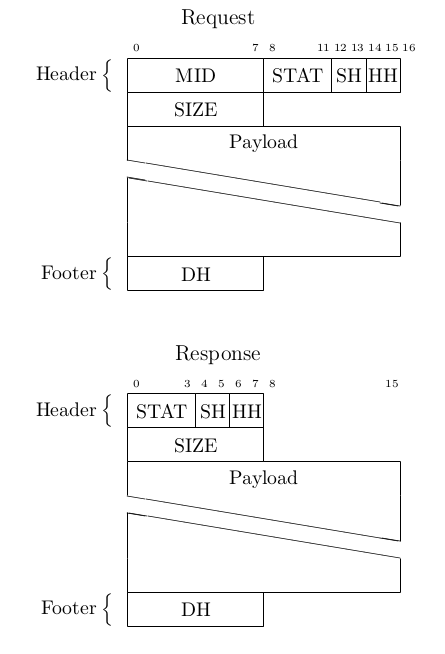 Request
0 7 8 11 12 13 14 15 16
Header { MID STAT SH HH
SIZE
Payload
Footer { DH
Response
0 3 4 5 6 7 8 15
Header { STAT SH HH
SIZE
Payload
Footer { DH